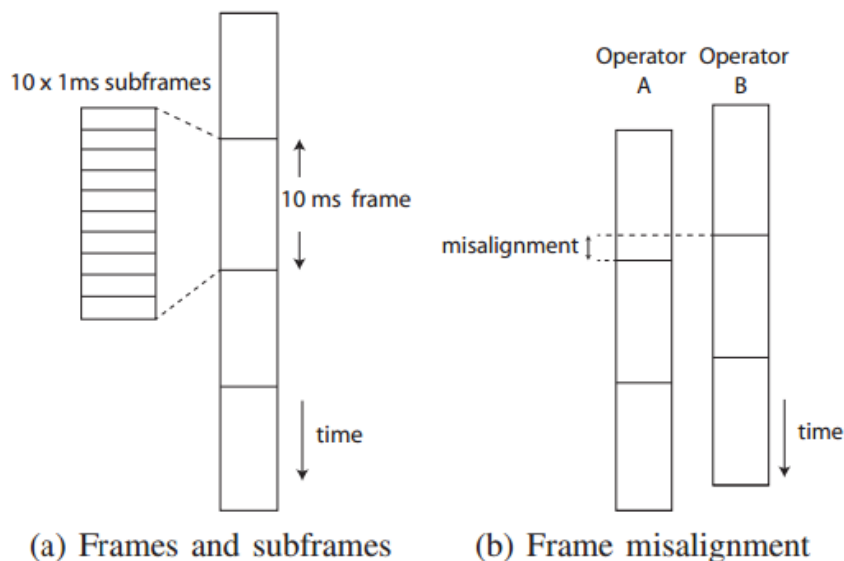 10 x 1ms subframes
10 ms frame
time
(a) Frames and subframes
Operator Operator
A B
misalignment
time
(b) Frame misalignment